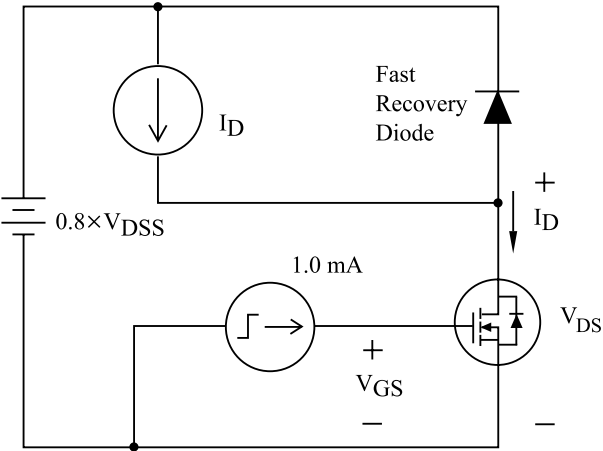 Fast
Recovery
Diode
I_D
+
I_D
0.8×V_DSS
1.0 mA
V_DS
+
V_GS
−
−